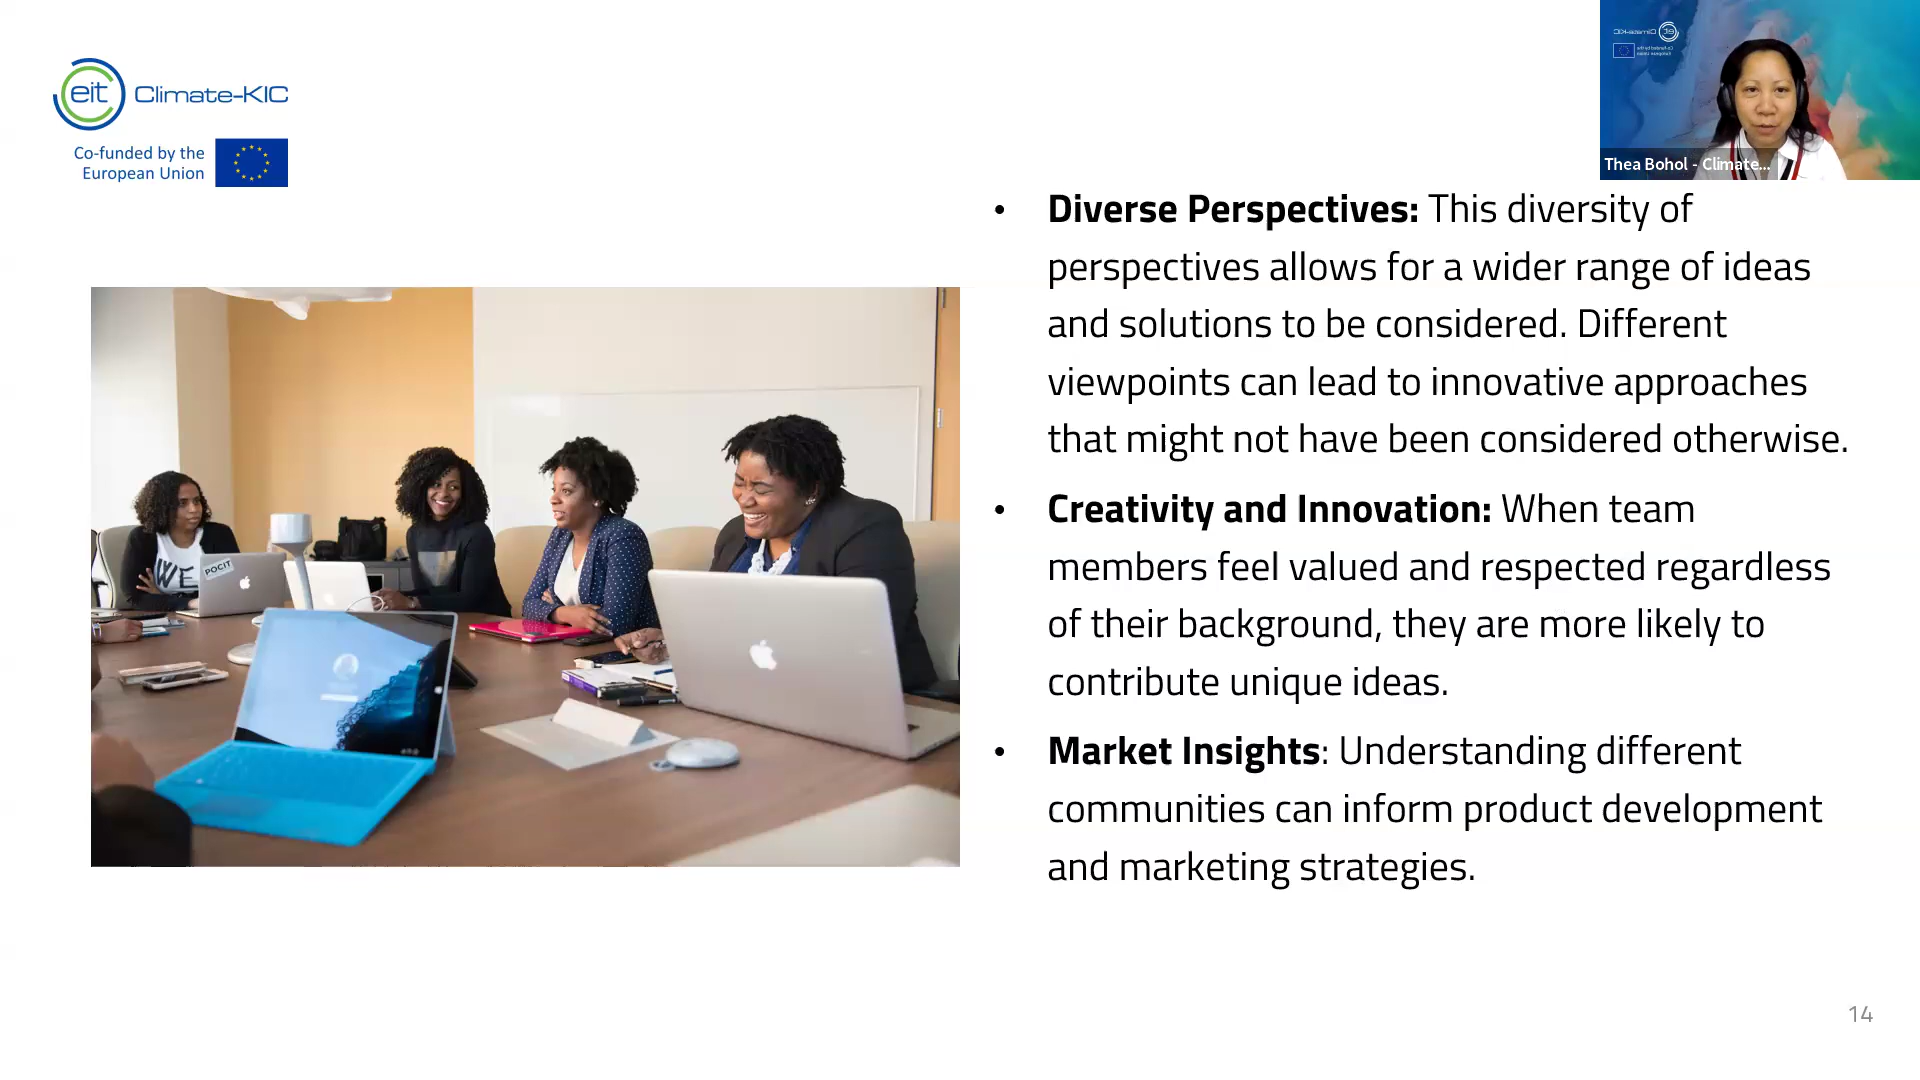 eit Climate-KIC
Co-funded by the
European Union
Thea Bohol - Climate...
• Diverse Perspectives: This diversity of
perspectives allows for a wider range of ideas
and solutions to be considered. Different
viewpoints can lead to innovative approaches
that might not have been considered otherwise.
• Creativity and Innovation: When team
members feel valued and respected regardless
of their background, they are more likely to
contribute unique ideas.
• Market Insights: Understanding different
communities can inform product development
and marketing strategies.
WE
POCIT
14